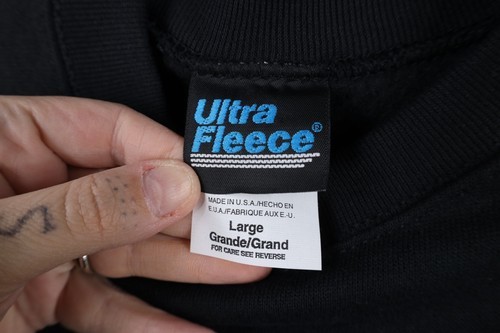 Ultra
Fleece®
MADE IN U.S.A./HECHO EN
E.U.A./FABRIQUE AUX E.-U.
Large
Grande/Grand
FOR CARE SEE REVERSE